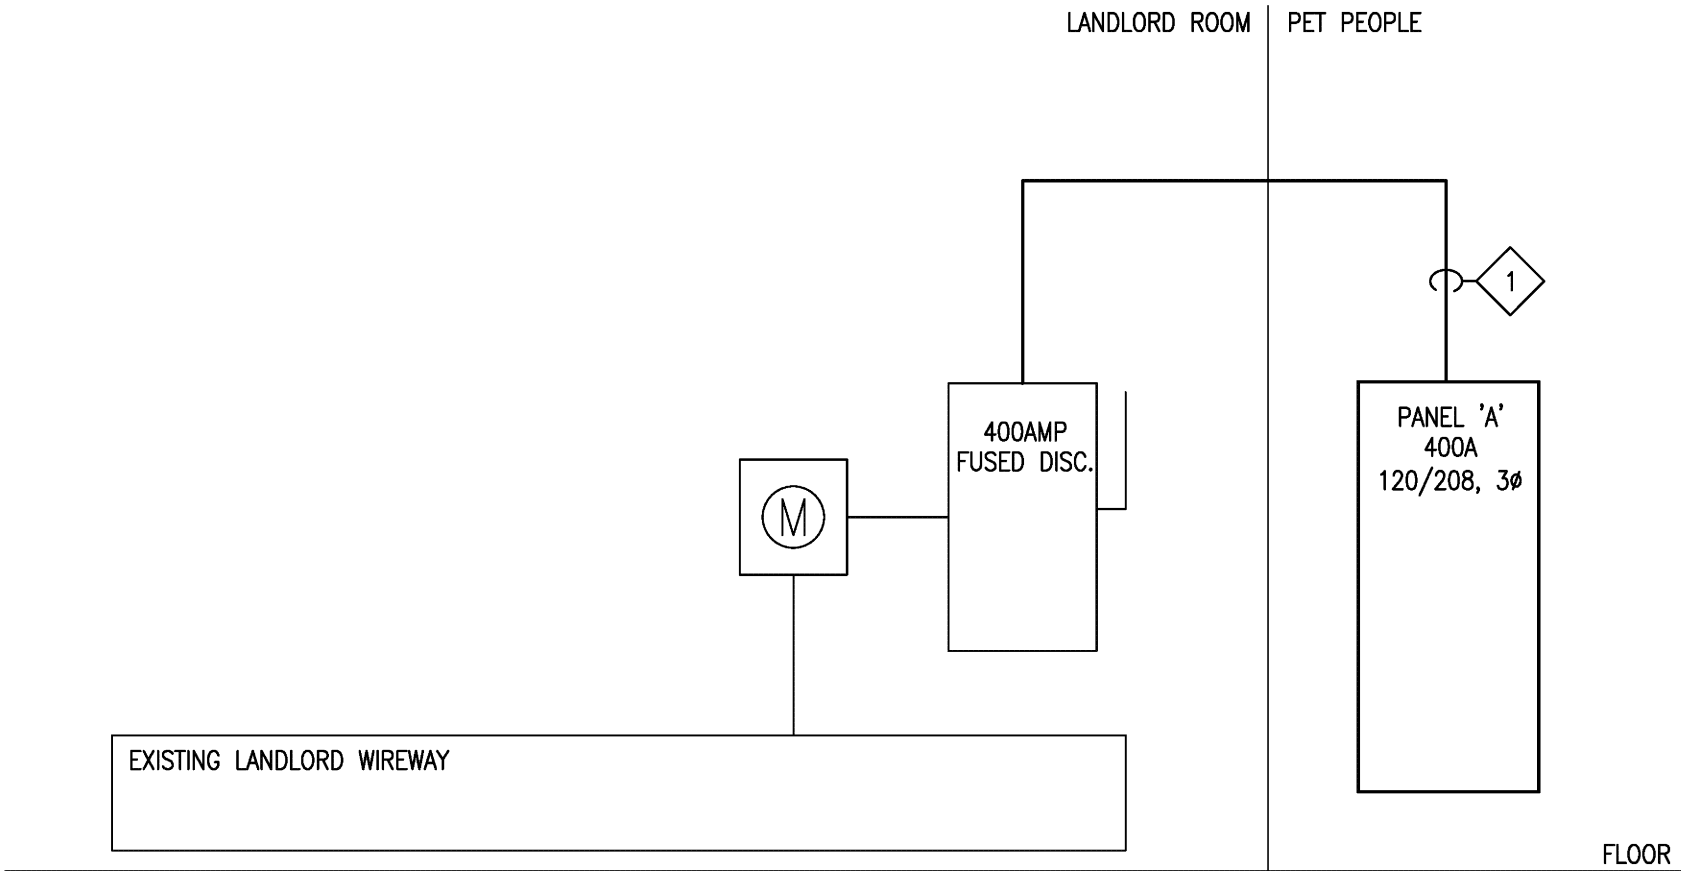 LANDLORD ROOM
PET PEOPLE
1
400AMP
FUSED DISC.
PANEL 'A'
400A
120/208, 3ø
M
EXISTING LANDLORD WIREWAY
FLOOR